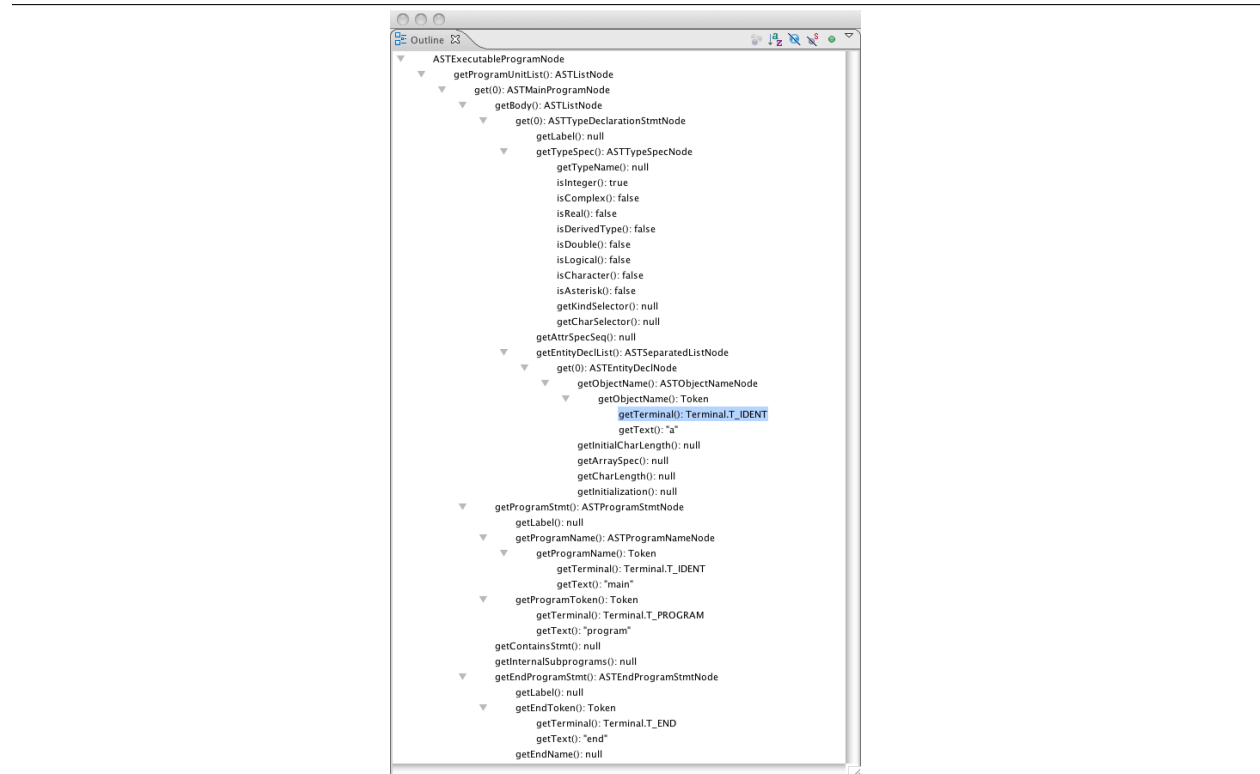 Outline
ASTExecutableProgramNode
getProgramUnitList(): ASTListNode
get(0): ASTMainProgramNode
getBody(): ASTListNode
get(0): ASTTypeDeclarationStmtNode
getLabel(): null
getTypeSpec(): ASTTypeSpecNode
getTypeName(): null
isInteger(): true
isComplex(): false
isReal(): false
isDerivedType(): false
isDouble(): false
isLogical(): false
isCharacter(): false
isAsterisk(): false
getKindSelector(): null
getCharSelector(): null
getAttrSpecSeq(): null
getEntityDeclList(): ASTSeparatedListNode
get(0): ASTEntityDeclNode
getObjectName(): ASTObjectNameNode
getObjectName(): Token
getTerminal(): Terminal.T_IDENT
getText(): "a"
getInitialCharLength(): null
getArraySpec(): null
getCharLength(): null
getInitialization(): null
getProgramStmt(): ASTProgramStmtNode
getLabel(): null
getProgramName(): ASTProgramNameNode
getProgramName(): Token
getTerminal(): Terminal.T_IDENT
getText(): "main"
getProgramToken(): Token
getTerminal(): Terminal.T_PROGRAM
getText(): "program"
getContainsStmt(): null
getInternalSubprograms(): null
getEndProgramStmt(): ASTEndProgramStmtNode
getLabel(): null
getEndToken(): Token
getTerminal(): Terminal.T_END
getText(): "end"
getEndName(): null